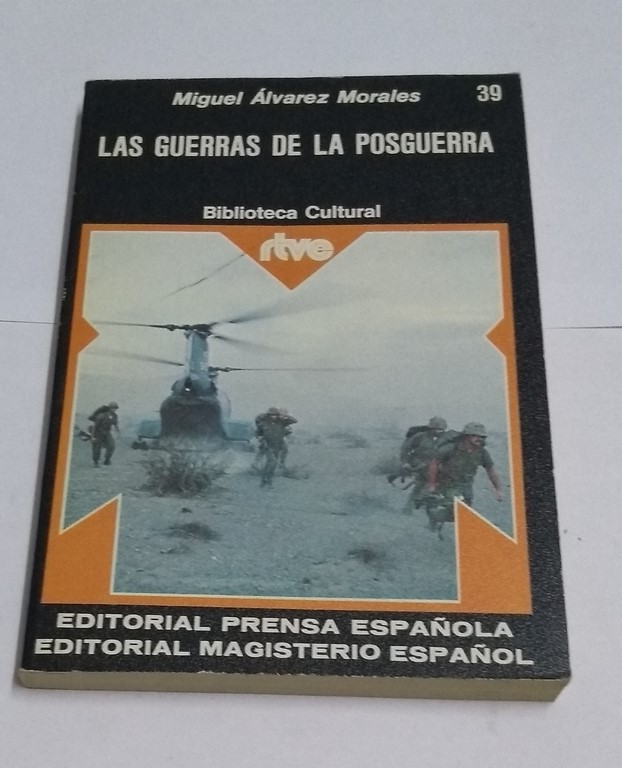 Miguel Álvarez Morales 39
LAS GUERRAS DE LA POSGUERRA
Biblioteca Cultural
rtve
EDITORIAL PRENSA ESPAÑOLA
EDITORIAL MAGISTERIO ESPAÑOL